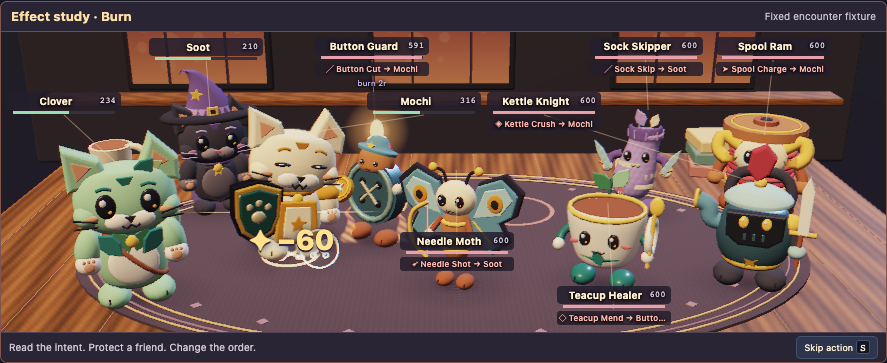 Effect study · Burn
Fixed encounter fixture
Soot 210
Button Guard 591
Button Cut → Mochi
burn 2r
Sock Skipper 600
Sock Skip → Soot
Spool Ram 600
Spool Charge → Mochi
Clover 234
Mochi 316
Kettle Knight 600
Kettle Crush → Mochi
-60
Needle Moth 600
Needle Shot → Soot
Teacup Healer 600
Teacup Mend → Butto...
Read the intent. Protect a friend. Change the order.
Skip action S